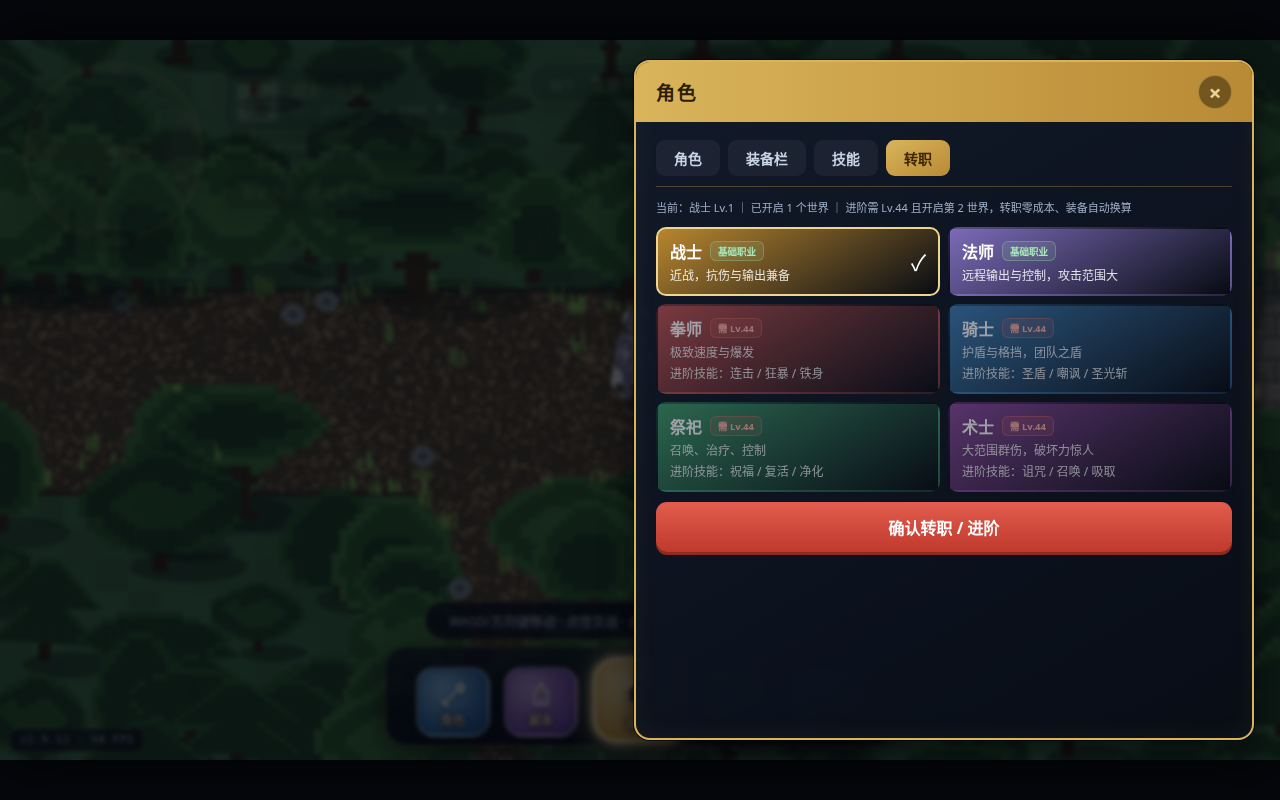 角色
×
角色 装备栏 技能 转职
当前：战士 Lv.1 ｜ 已开启 1 个世界 ｜ 进阶需 Lv.44 且开启第 2 世界，转职零成本、装备自动换算
战士 基础职业
近战，抗伤与输出兼备
✓
法师 基础职业
远程输出与控制，攻击范围大
拳师 需 Lv.44
极致速度与爆发
进阶技能：连击 / 狂暴 / 铁身
骑士 需 Lv.44
护盾与格挡，团队之盾
进阶技能：圣盾 / 嘲讽 / 圣光斩
祭祀 需 Lv.44
召唤、治疗、控制
进阶技能：祝福 / 复活 / 净化
术士 需 Lv.44
大范围群伤，破坏力惊人
进阶技能：诅咒 / 召唤 / 吸取
确认转职 / 进阶